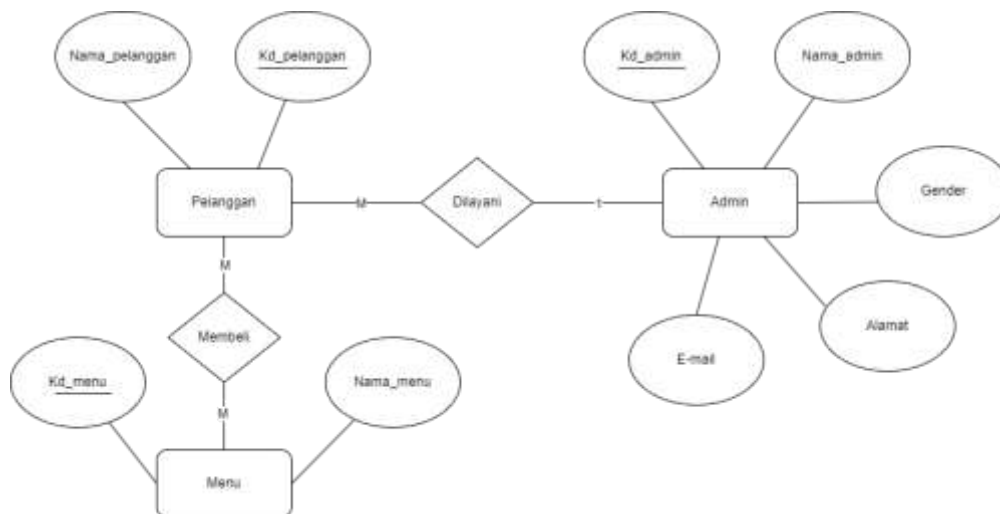 Nama_pelanggan
Kd_pelanggan
Kd_admin
Nama_admin
Pelanggan
M
Dilayani
1
Admin
Gender
M
Membeli
Alamat
E-mail
Kd_menu
Nama_menu
M
Menu